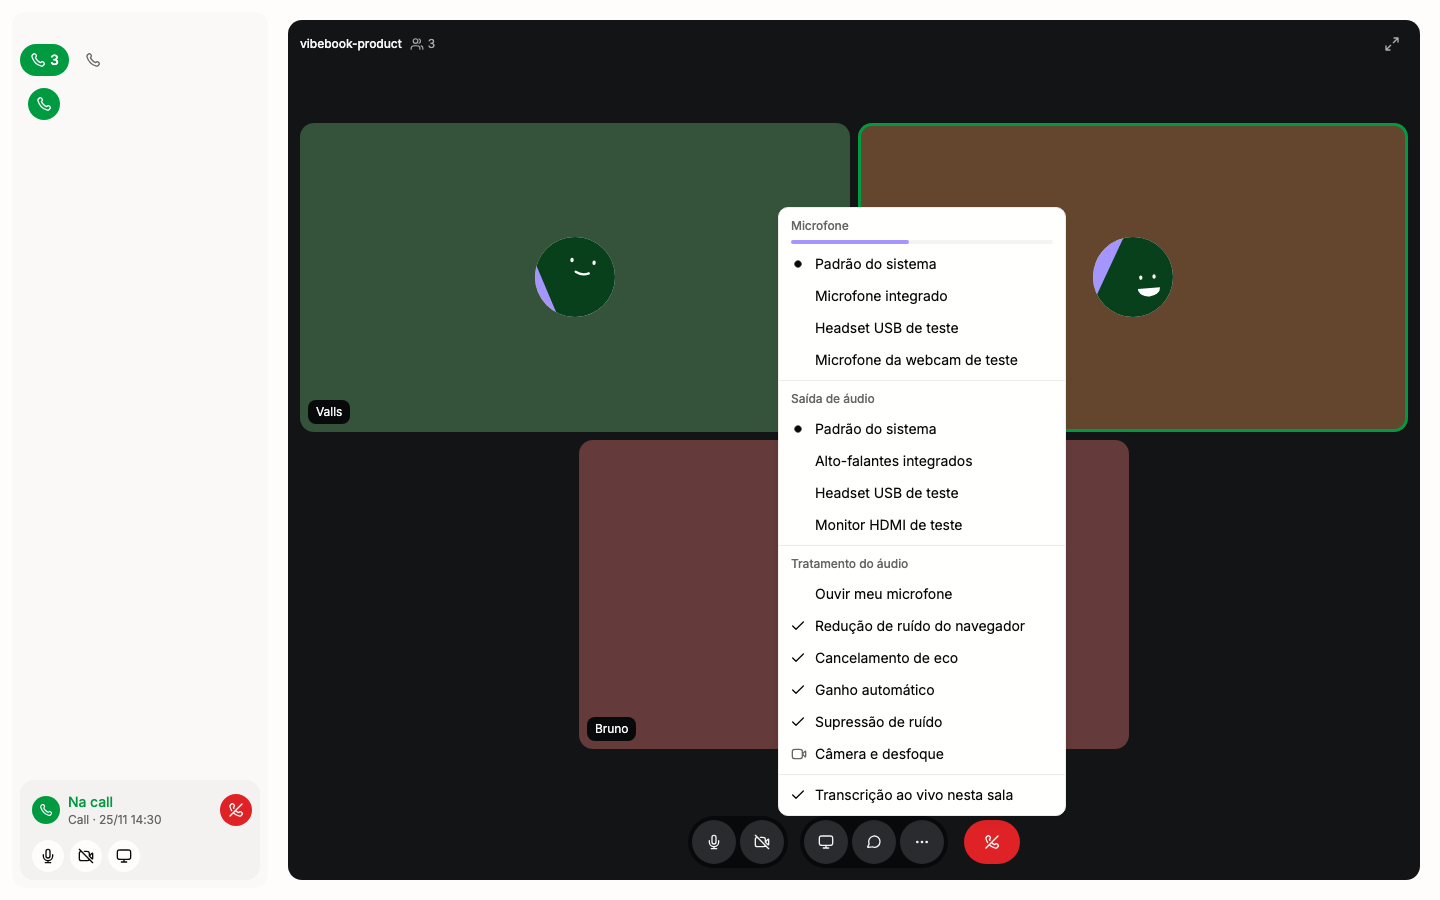 3
vibebook-product 3
Valls
Microfone
Padrão do sistema
Microfone integrado
Headset USB de teste
Microfone da webcam de teste
Saída de áudio
Padrão do sistema
Alto-falantes integrados
Headset USB de teste
Monitor HDMI de teste
Tratamento do áudio
Ouvir meu microfone
Redução de ruído do navegador
Cancelamento de eco
Ganho automático
Supressão de ruído
Câmera e desfoque
Transcrição ao vivo nesta sala
Bruno
Na call
Call · 25/11 14:30